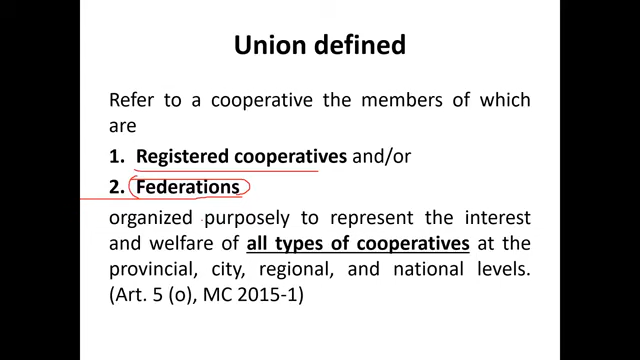 Union defined
Refer to a cooperative the members of which
are
1. Registered cooperatives and/or
2. Federations
organized purposely to represent the interest
and welfare of all types of cooperatives at the
provincial, city, regional, and national levels.
(Art. 5 (o), MC 2015-1)